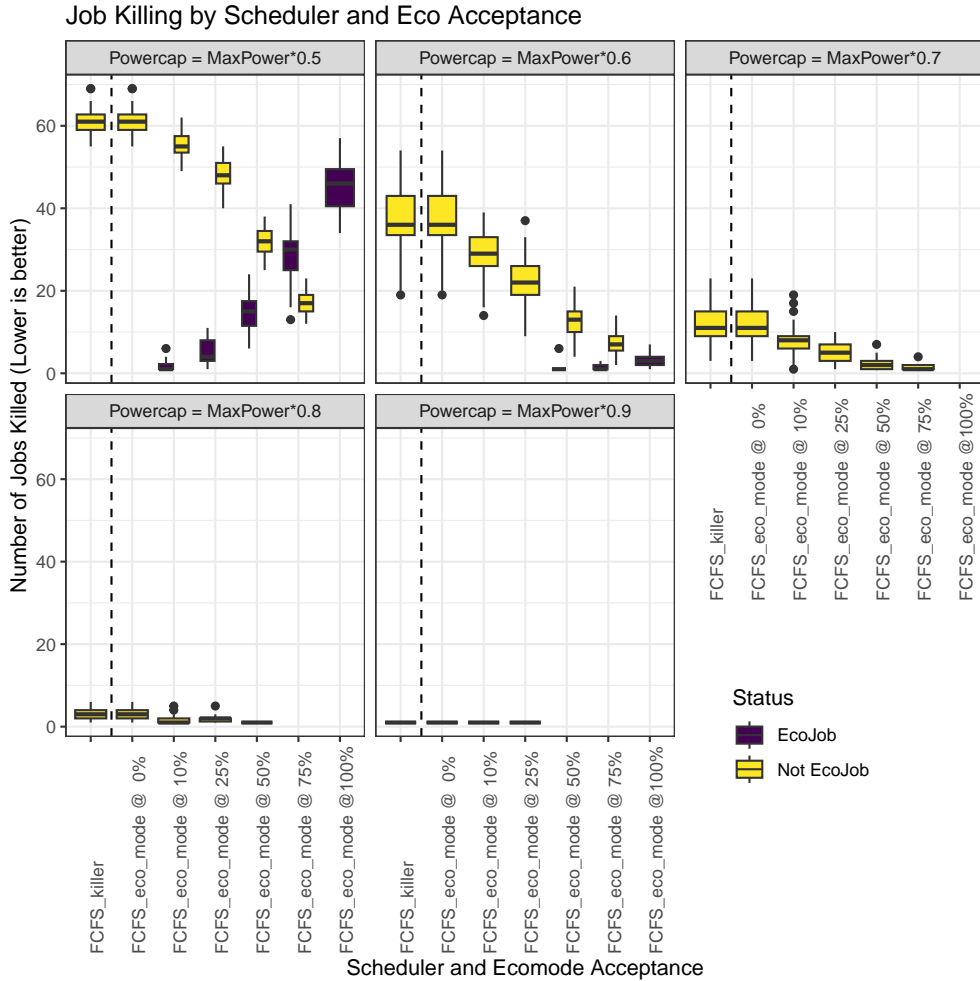 Job Killing by Scheduler and Eco Acceptance
Powercap = MaxPower*0.5
Powercap = MaxPower*0.6
Powercap = MaxPower*0.7
60
40
20
0
Powercap = MaxPower*0.8
Powercap = MaxPower*0.9
60
40
20
0
Number of Jobs Killed (Lower is better)
FCFS_killer
FCFS_eco_mode @ 0%
FCFS_eco_mode @ 10%
FCFS_eco_mode @ 25%
FCFS_eco_mode @ 50%
FCFS_eco_mode @ 75%
FCFS_eco_mode @100%
Status
EcoJob
Not EcoJob
FCFS_killer
FCFS_eco_mode @ 0%
FCFS_eco_mode @ 10%
FCFS_eco_mode @ 25%
FCFS_eco_mode @ 50%
FCFS_eco_mode @ 75%
FCFS_eco_mode @100%
FCFS_killer
FCFS_eco_mode @ 0%
FCFS_eco_mode @ 10%
FCFS_eco_mode @ 25%
FCFS_eco_mode @ 50%
FCFS_eco_mode @ 75%
FCFS_eco_mode @100%
Scheduler and Ecomode Acceptance